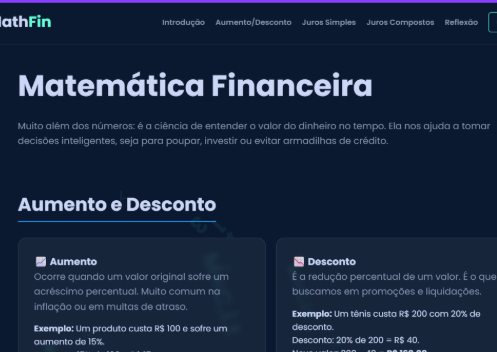 MathFin
Introdução Aumento/Desconto Juros Simples Juros Compostos Reflexão
Matemática Financeira
Muito além dos números: é a ciência de entender o valor do dinheiro no tempo. Ela nos ajuda a tomar
decisões inteligentes, seja para poupar, investir ou evitar armadilhas de crédito.
Aumento e Desconto
Aumento
Ocorre quando um valor original sofre um
acréscimo percentual. Muito comum na
inflação ou em multas de atraso.
Exemplo: Um produto custa R$ 100 e sofre um
aumento de 15%.
Desconto
É a redução percentual de um valor. É o que
buscamos em promoções e liquidações.
Exemplo: Um tênis custa R$ 200 com 20% de
desconto.
Desconto: 20% de 200 = R$ 40.